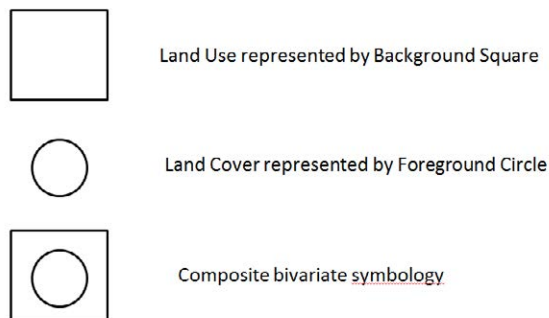 Land Use represented by Background Square
Land Cover represented by Foreground Circle
Composite bivariate symbology